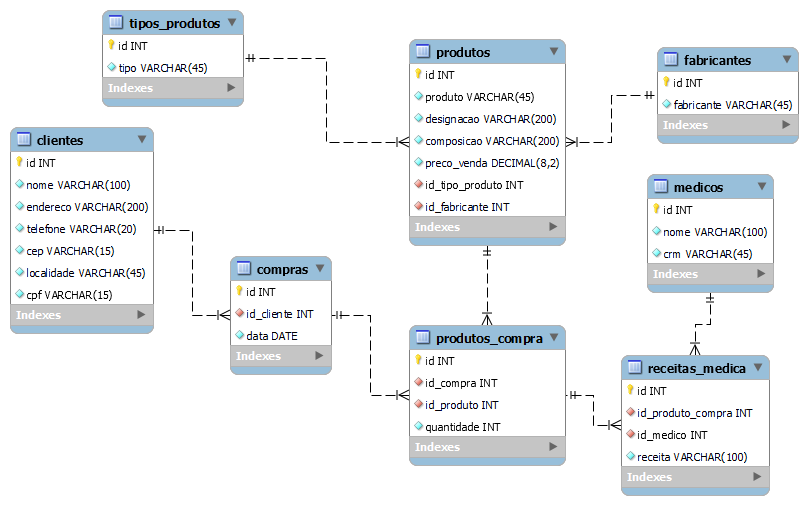 tipos_produtos
id INT
tipo VARCHAR(45)
Indexes
produtos
id INT
produto VARCHAR(45)
designacao VARCHAR(200)
composicao VARCHAR(200)
preco_venda DECIMAL(8,2)
id_tipo_produto INT
id_fabricante INT
Indexes
fabricantes
id INT
fabricante VARCHAR(45)
Indexes
clientes
id INT
nome VARCHAR(100)
endereco VARCHAR(200)
telefone VARCHAR(20)
cep VARCHAR(15)
localidade VARCHAR(45)
cpf VARCHAR(15)
Indexes
medicos
id INT
nome VARCHAR(100)
crm VARCHAR(45)
Indexes
compras
id INT
id_cliente INT
data DATE
Indexes
produtos_compra
id INT
id_compra INT
id_produto INT
quantidade INT
Indexes
receitas_medica
id INT
id_produto_compra INT
id_medico INT
receita VARCHAR(100)
Indexes